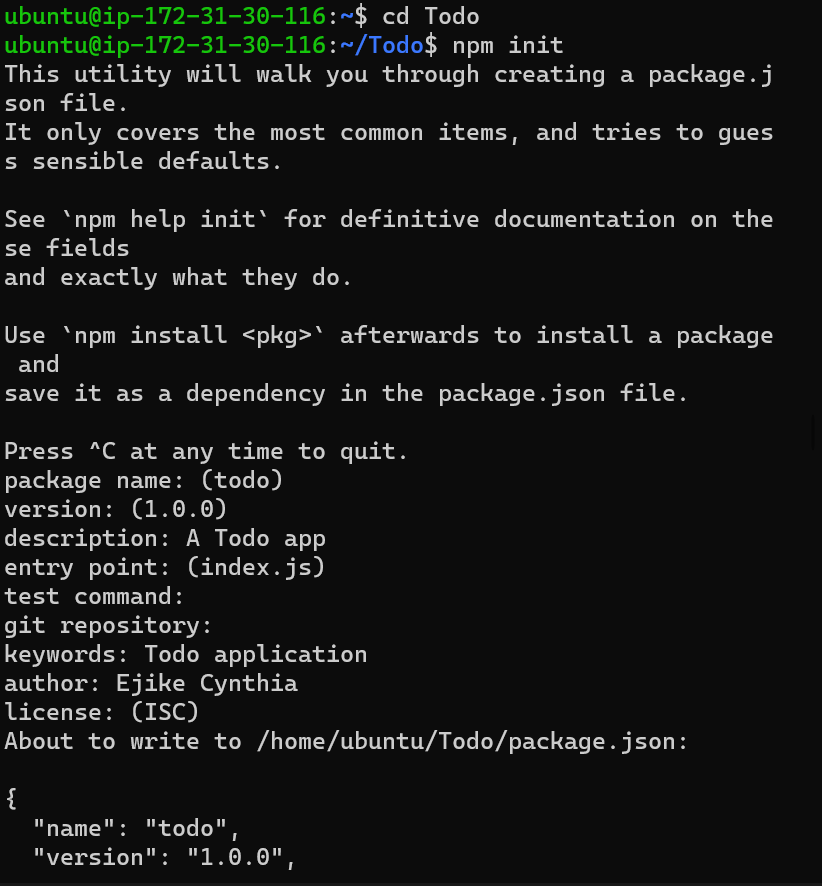 ubuntu@ip-172-31-30-116:~$ cd Todo
ubuntu@ip-172-31-30-116:~/Todo$ npm init
This utility will walk you through creating a package.j
son file.
It only covers the most common items, and tries to gues
s sensible defaults.

See `npm help init` for definitive documentation on the
se fields
and exactly what they do.

Use `npm install <pkg>` afterwards to install a package
 and
save it as a dependency in the package.json file.

Press ^C at any time to quit.
package name: (todo)
version: (1.0.0)
description: A Todo app
entry point: (index.js)
test command:
git repository:
keywords: Todo application
author: Ejike Cynthia
license: (ISC)
About to write to /home/ubuntu/Todo/package.json:

{
  "name": "todo",
  "version": "1.0.0",